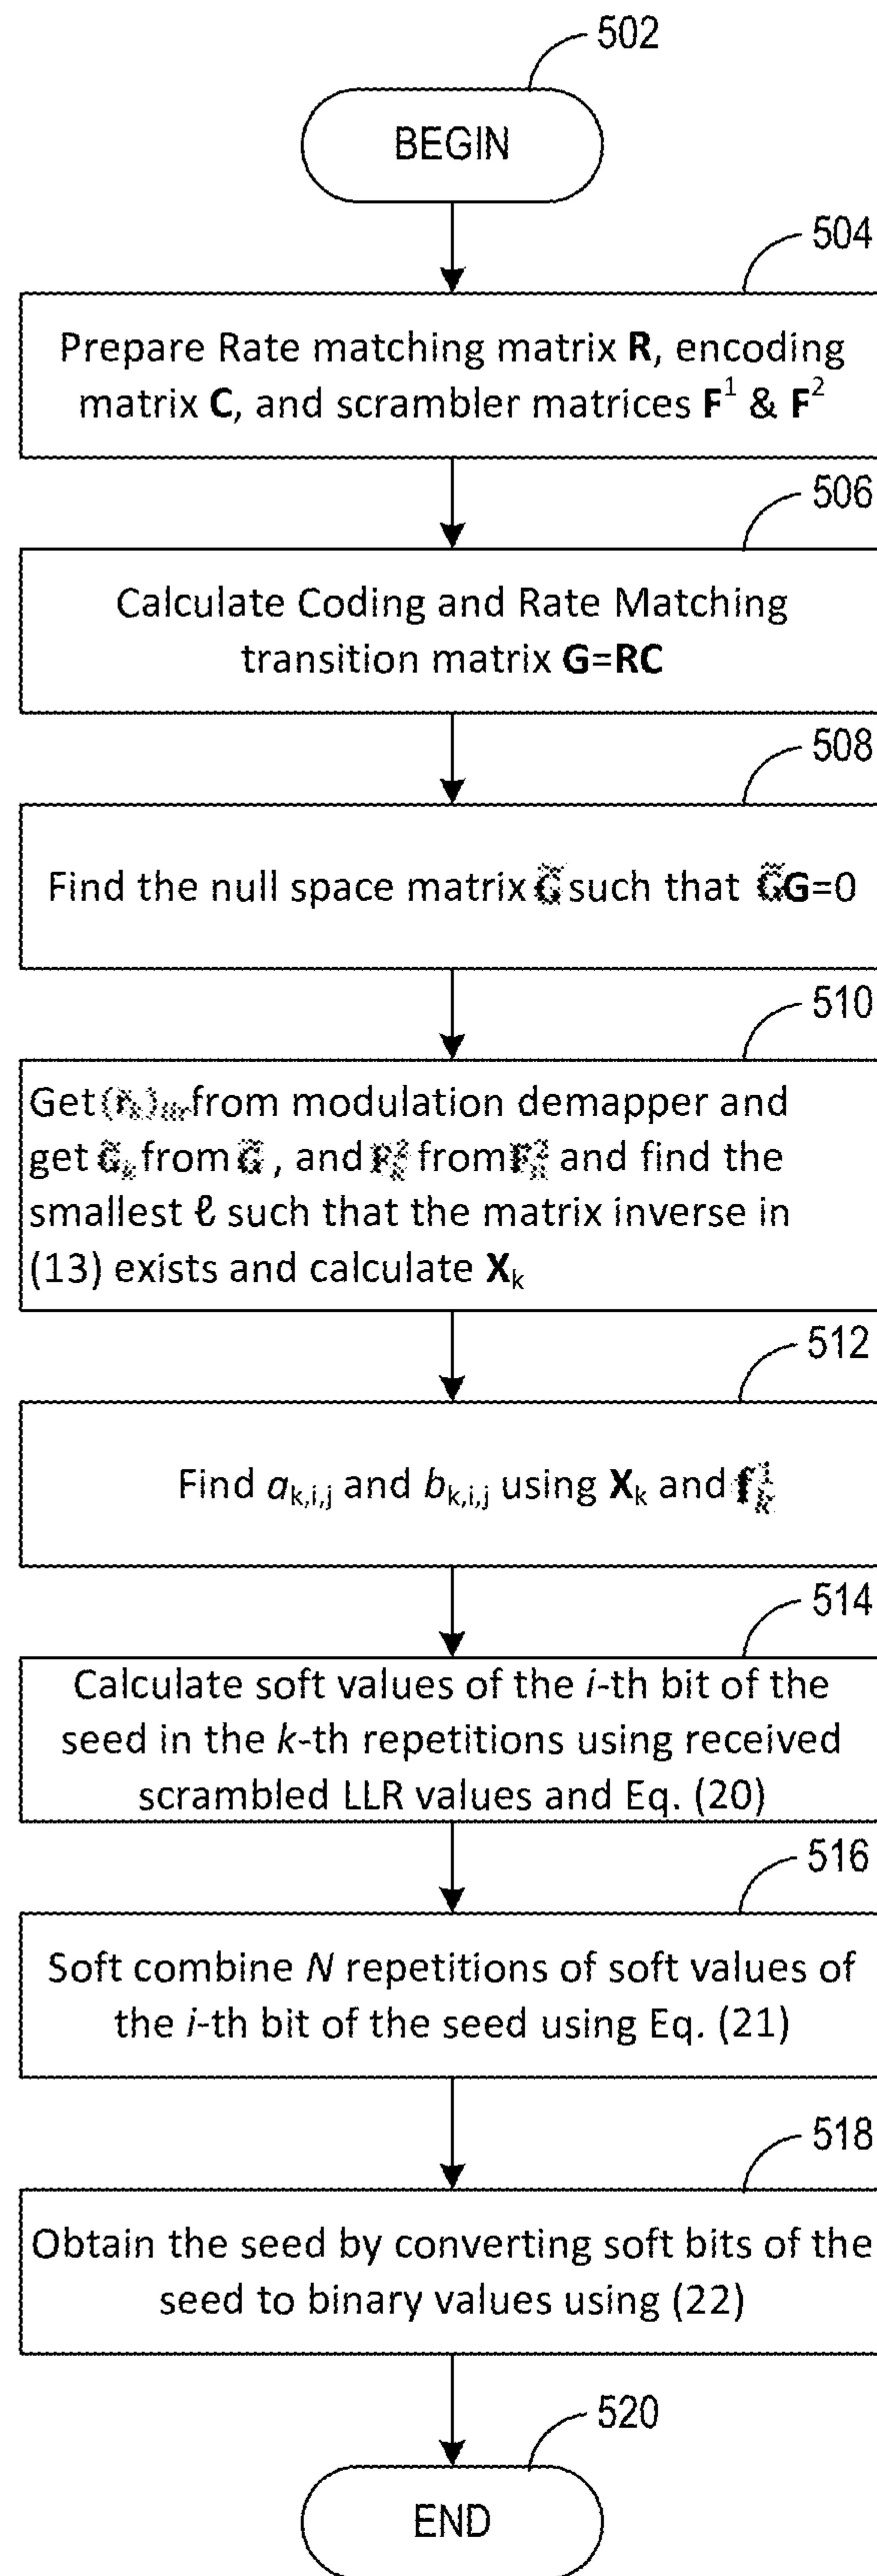 502
BEGIN
504
Prepare Rate matching matrix R, encoding
matrix C, and scrambler matrices F¹ & F²
506
Calculate Coding and Rate Matching
transition matrix G=RC
508
Find the null space matrix G̃ such that G̃G=0
510
Get (r̃ₖ)ₗₗᵣ from modulation demapper and
get G̃ₖ from G̃ , and F²ₖ from and find the
smallest ℓ such that the matrix inverse in
(13) exists and calculate Xₖ
512
Find aₖ,ᵢ,ⱼ and bₖ,ᵢ,ⱼ using Xₖ and f¹ₖ
514
Calculate soft values of the i-th bit of the
seed in the k-th repetitions using received
scrambled LLR values and Eq. (20)
516
Soft combine N repetitions of soft values of
the i-th bit of the seed using Eq. (21)
518
Obtain the seed by converting soft bits of the
seed to binary values using (22)
520
END